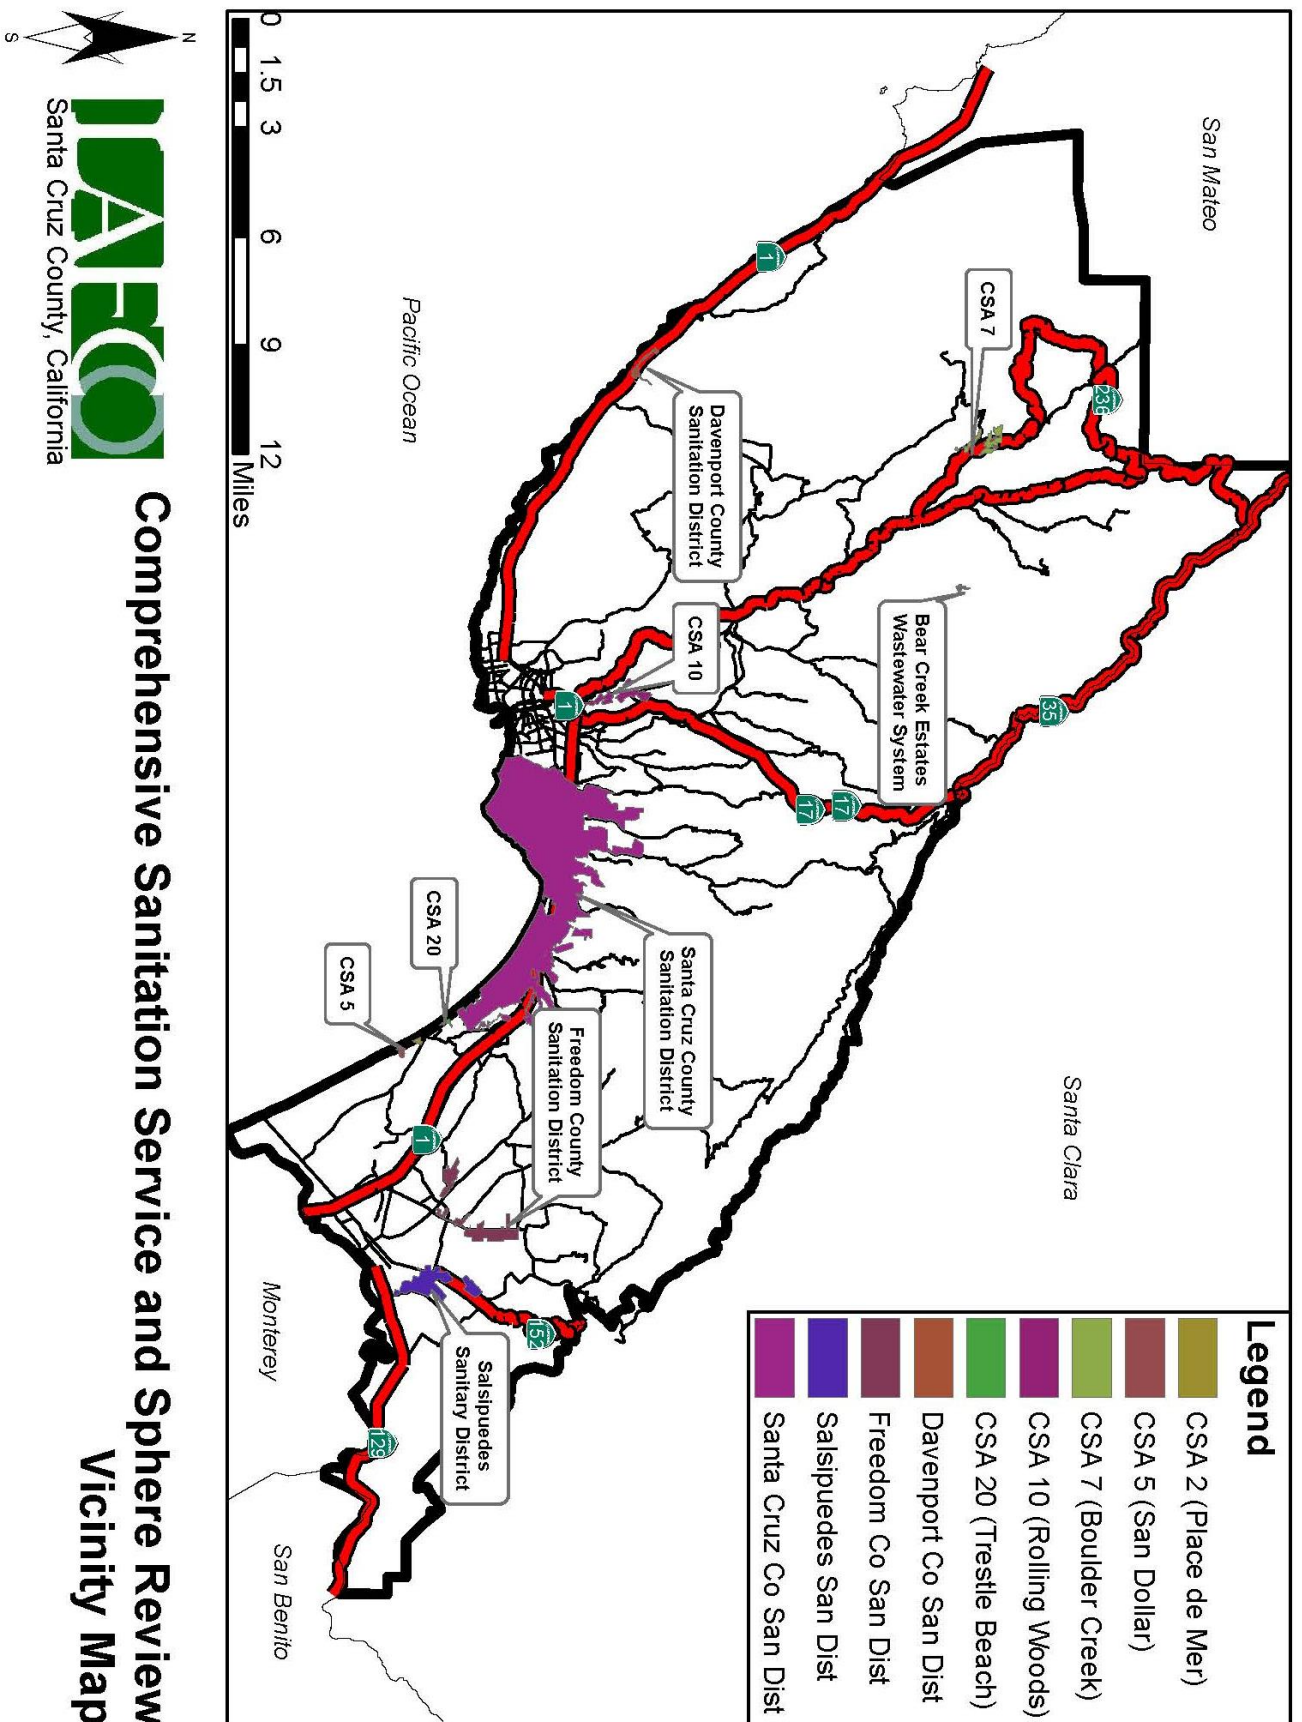 San Mateo
Santa Clara
Pacific Ocean
Monterey
San Benito
CSA 7
Davenport County
Sanitation District
CSA 10
Bear Creek Estates
Wastewater System
Santa Cruz County
Sanitation District
CSA 20
CSA 5
Freedom County
Sanitation District
Salsipuedes
Sanitary District
1
236
35
17
17
1
1
152
129
Legend
CSA 2 (Place de Mer)
CSA 5 (San Dollar)
CSA 7 (Boulder Creek)
CSA 10 (Rolling Woods)
CSA 20 (Trestle Beach)
Davenport Co San Dist
Freedom Co San Dist
Salsipuedes San Dist
Santa Cruz Co San Dist
0 1.5 3 6 9 12
Miles
N
S
LAFCO
Santa Cruz County, California
Comprehensive Sanitation Service and Sphere Review
Vicinity Map